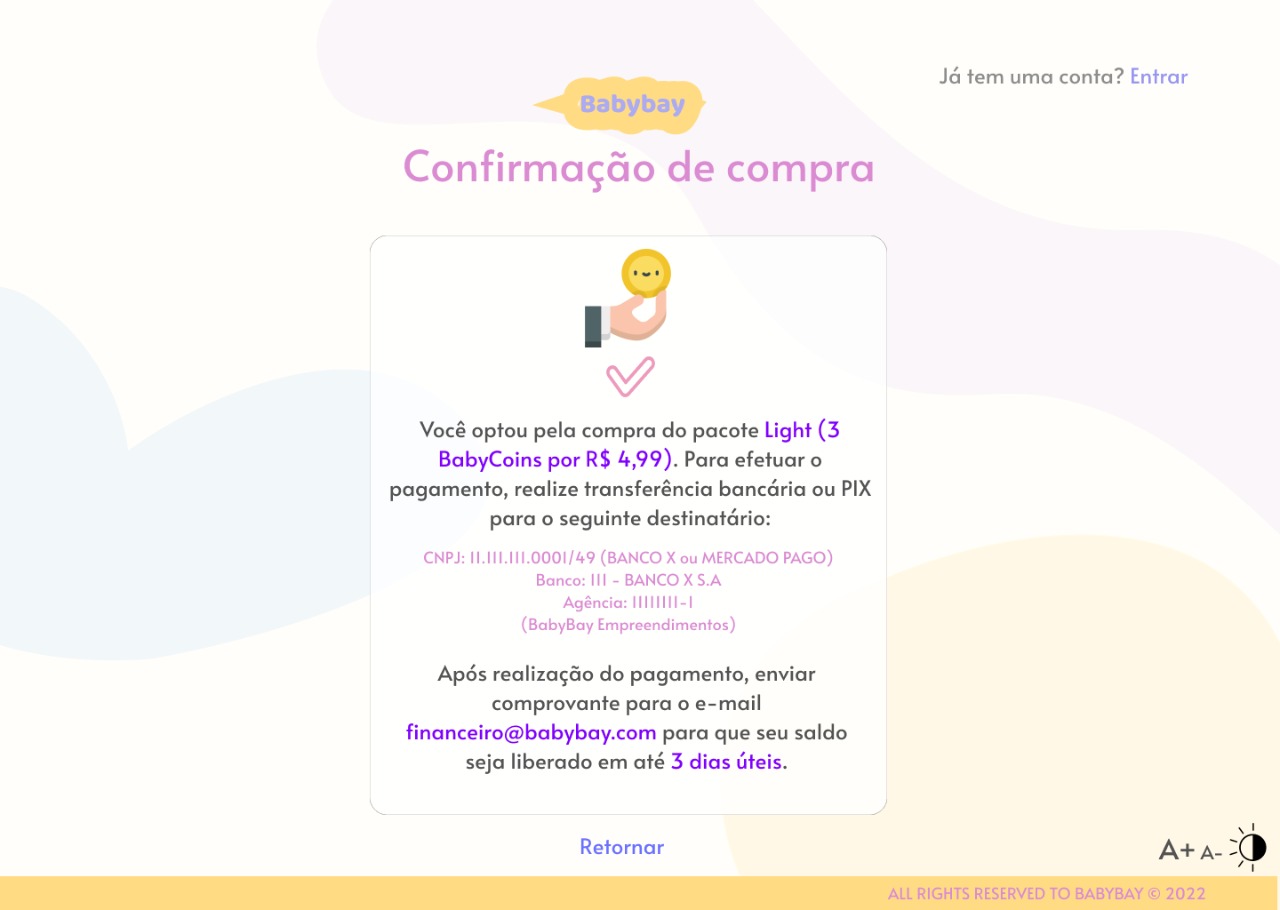 Já tem uma conta? Entrar
Babybay
Confirmação de compra
Você optou pela compra do pacote Light (3
BabyCoins por R$ 4,99). Para efetuar o
pagamento, realize transferência bancária ou PIX
para o seguinte destinatário:
CNPJ: 11.111.111.0001/49 (BANCO X ou MERCADO PAGO)
Banco: 111 - BANCO X S.A
Agência: 11111111-1
(BabyBay Empreendimentos)
Após realização do pagamento, enviar
comprovante para o e-mail
financeiro@babybay.com para que seu saldo
seja liberado em até 3 dias úteis.
Retornar
A+ A-
ALL RIGHTS RESERVED TO BABYBAY © 2022